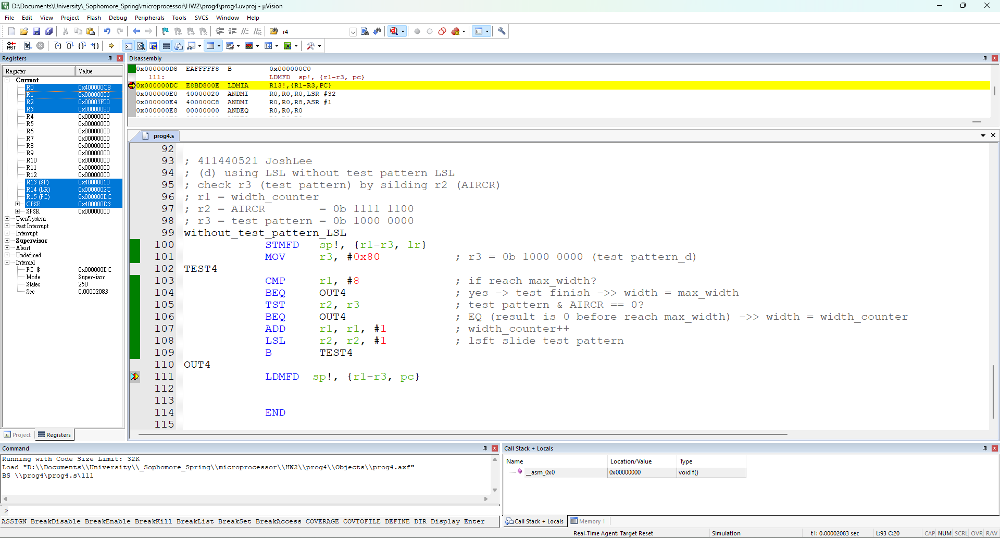 D:\Documents\University\_Sophomore_Spring\microprocessor\HW2\prog4\prog4.uvproj - µVision
File Edit View Project Flash Debug Peripherals Tools SVCS Window Help
r4
RST
Registers
Register Value
Current
R0 0x400000C8
R1 0x00000006
R2 0x00003F00
R3 0x00000080
R4 0x00000000
R5 0x00000000
R6 0x00000000
R7 0x00000000
R8 0x00000000
R9 0x00000000
R10 0x00000000
R11 0x00000000
R12 0x00000000
R13 (SP) 0x40000010
R14 (LR) 0x0000002C
R15 (PC) 0x000000DC
CPSR 0x400000D3
SPSR 0x00000000
User/System
Fast Interrupt
Interrupt
Supervisor
Abort
Undefined
Internal
PC $ 0x000000DC
Mode Supervisor
States 250
Sec 0.00002083
Project Registers
Disassembly
0x000000D8 EAFFFFF8 B 0x000000C0
111: LDMFD sp!, {r1-r3, pc}
0x000000DC E8BD800E LDMIA R13!,{R1-R3,PC}
0x000000E0 40000020 ANDMI R0,R0,R0,LSR #32
0x000000E4 400000C8 ANDMI R0,R0,R8,ASR #1
0x000000E8 00000000 ANDEQ R0,R0,R0
prog4.s
92
93 ; 411440521 JoshLee
94 ; (d) using LSL without test pattern LSL
95 ; check r3 (test pattern) by silding r2 (AIRCR)
96 ; r1 = width_counter
97 ; r2 = AIRCR = 0b 1111 1100
98 ; r3 = test pattern = 0b 1000 0000
99 without_test_pattern_LSL
100 STMFD sp!, {r1-r3, lr}
101 MOV r3, #0x80 ; r3 = 0b 1000 0000 (test pattern_d)
102 TEST4
103 CMP r1, #8 ; if reach max_width?
104 BEQ OUT4 ; yes -> test finish ->> width = max_width
105 TST r2, r3 ; test pattern & AIRCR == 0?
106 BEQ OUT4 ; EQ (result is 0 before reach max_width) ->> width = width_counter
107 ADD r1, r1, #1 ; width_counter++
108 LSL r2, r2, #1 ; lsft slide test pattern
109 B TEST4
110 OUT4
111 LDMFD sp!, {r1-r3, pc}
112
113
114 END
115
Command
Running with Code Size Limit: 32K
Load "D:\\Documents\\University\\_Sophomore_Spring\\microprocessor\\HW2\\prog4\\Objects\\prog4.axf"
BS \\prog4\prog4.s\111
>
ASSIGN BreakDisable BreakEnable BreakKill BreakList BreakSet BreakAccess COVERAGE COVTOFILE DEFINE DIR Display Enter
Call Stack + Locals
Name Location/Value Type
__asm_0x0 0x00000000 void f()
Call Stack + Locals Memory 1
Real-Time Agent: Target Reset Simulation t1: 0.00002083 sec L:93 C:20 CAP NUM SCRL OVR R/W